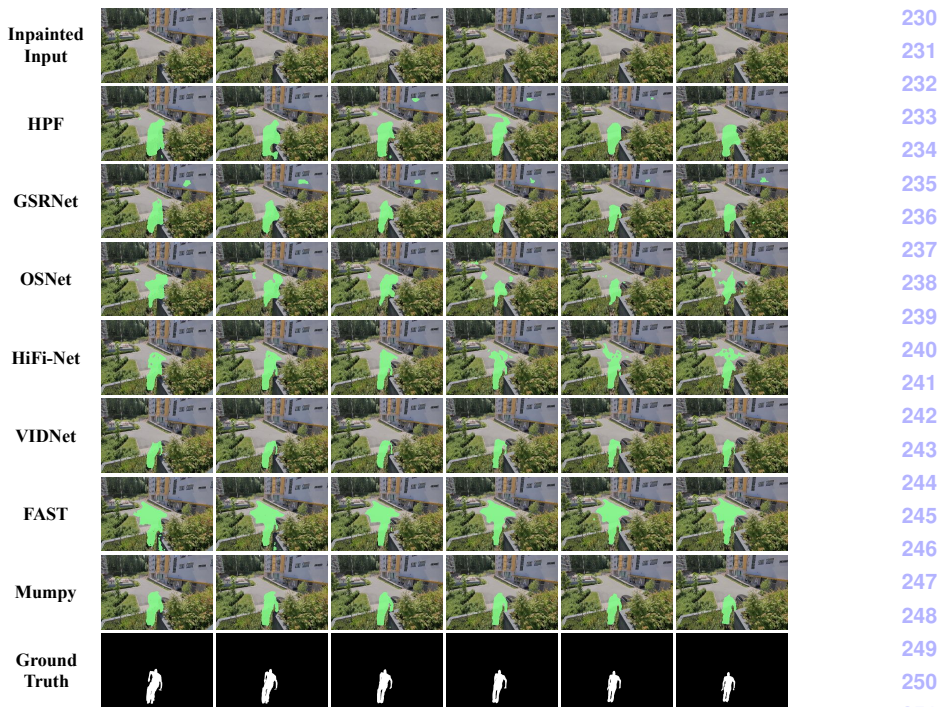 Inpainted
Input
HPF
GSRNet
OSNet
HiFi-Net
VIDNet
FAST
Mumpy
Ground
Truth
230
231
232
233
234
235
236
237
238
239
240
241
242
243
244
245
246
247
248
249
250